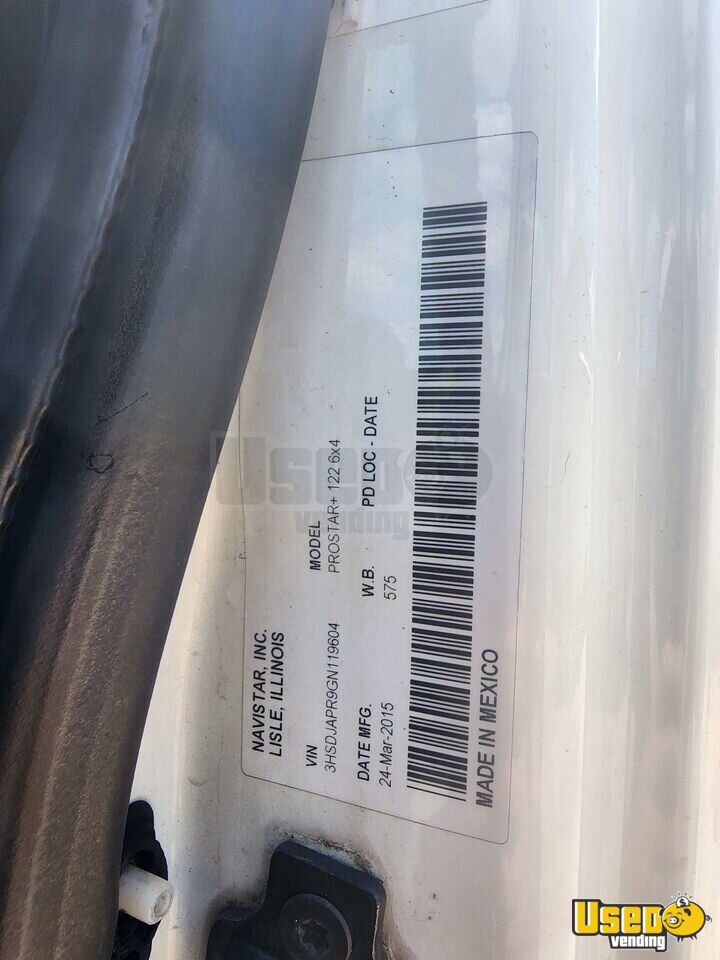 NAVISTAR, INC.
LISLE, ILLINOIS
VIN MODEL
3HSDJAPR9GN119604 PROSTAR+ 122 6x4
DATE MFG. W.B. PD LOC - DATE
24-Mar-2015 575
MADE IN MEXICO
USED vending
USED
vending